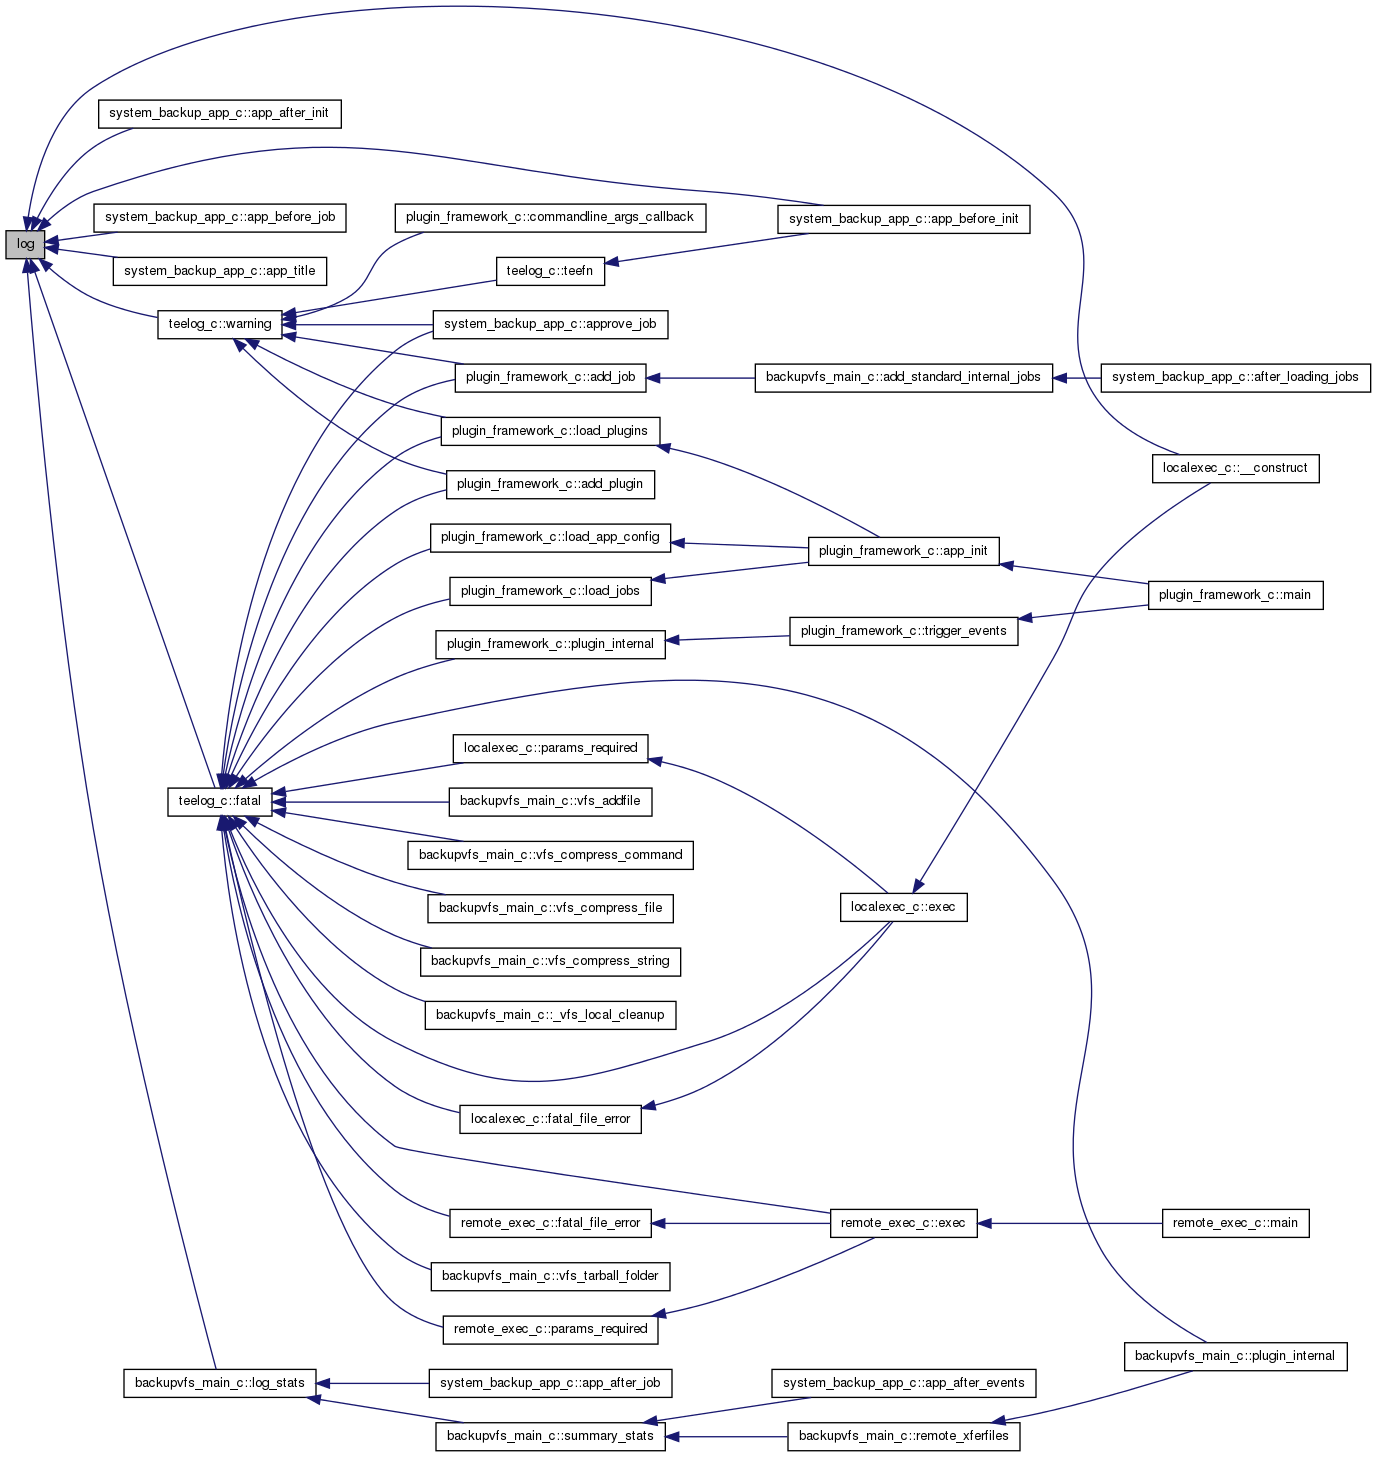 system_backup_app_c::app_after_init
system_backup_app_c::app_before_job
plugin_framework_c::commandline_args_callback
system_backup_app_c::app_before_init
log
system_backup_app_c::app_title
teelog_c::teefn
teelog_c::warning
system_backup_app_c::approve_job
plugin_framework_c::add_job
backupvfs_main_c::add_standard_internal_jobs
system_backup_app_c::after_loading_jobs
plugin_framework_c::load_plugins
localexec_c::__construct
plugin_framework_c::add_plugin
plugin_framework_c::load_app_config
plugin_framework_c::app_init
plugin_framework_c::load_jobs
plugin_framework_c::main
plugin_framework_c::trigger_events
plugin_framework_c::plugin_internal
localexec_c::params_required
teelog_c::fatal
backupvfs_main_c::vfs_addfile
backupvfs_main_c::vfs_compress_command
backupvfs_main_c::vfs_compress_file
localexec_c::exec
backupvfs_main_c::vfs_compress_string
backupvfs_main_c::_vfs_local_cleanup
localexec_c::fatal_file_error
remote_exec_c::fatal_file_error
remote_exec_c::exec
remote_exec_c::main
backupvfs_main_c::vfs_tarball_folder
remote_exec_c::params_required
backupvfs_main_c::plugin_internal
backupvfs_main_c::log_stats
system_backup_app_c::app_after_job
system_backup_app_c::app_after_events
backupvfs_main_c::summary_stats
backupvfs_main_c::remote_xferfiles